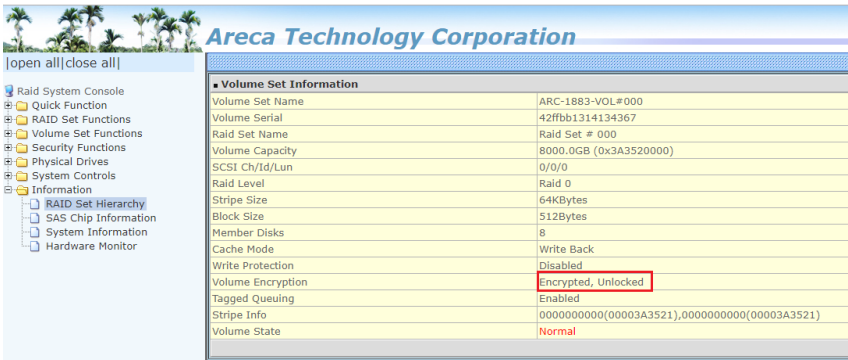 Areca Technology Corporation
|open all|close all|
Raid System Console
Quick Function
RAID Set Functions
Volume Set Functions
Security Functions
Physical Drives
System Controls
Information
RAID Set Hierarchy
SAS Chip Information
System Information
Hardware Monitor
Volume Set Information
Volume Set Name ARC-1883-VOL#000
Volume Serial 42ffbb1314134367
Raid Set Name Raid Set # 000
Volume Capacity 8000.0GB (0x3A3520000)
SCSI Ch/Id/Lun 0/0/0
Raid Level Raid 0
Stripe Size 64KBytes
Block Size 512Bytes
Member Disks 8
Cache Mode Write Back
Write Protection Disabled
Volume Encryption Encrypted, Unlocked
Tagged Queuing Enabled
Stripe Info 0000000000(00003A3521),0000000000(00003A3521)
Volume State Normal